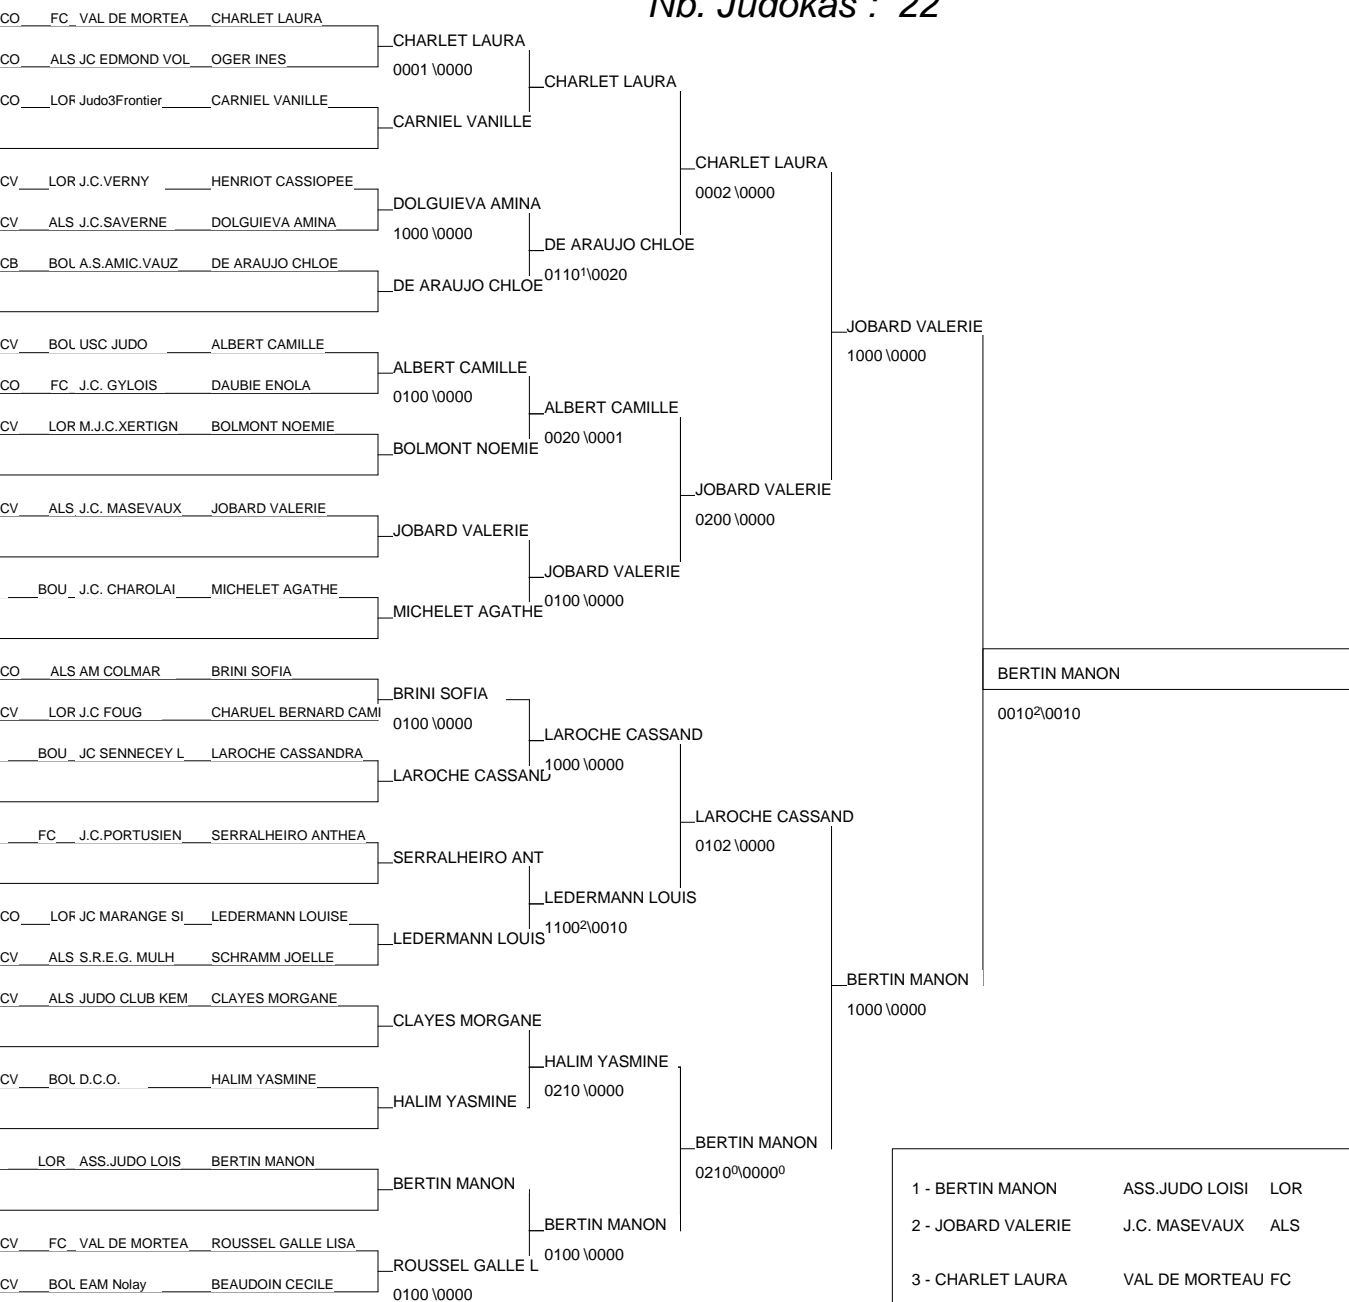 Nb. Judokas : 22
CO FC VAL DE MORTEA CHARLET LAURA
CHARLET LAURA
CO ALS JC EDMOND VOL OGER INES
0001 \0000
CHARLET LAURA
CO LOR Judo3Frontier CARNIEL VANILLE
CARNIEL VANILLE
CHARLET LAURA
CV LOR J.C.VERNY HENRIOT CASSIOPEE
0002 \0000
DOLGUIEVA AMINA
CV ALS J.C.SAVERNE DOLGUIEVA AMINA
1000 \0000
DE ARAUJO CHLOE
CB BOU A.S.AMIC.VAUZ DE ARAUJO CHLOE
0110¹\0020
DE ARAUJO CHLOE
JOBARD VALERIE
CV BOU USC JUDO ALBERT CAMILLE
1000 \0000
ALBERT CAMILLE
CO FC J.C. GYLOIS DAUBIE ENOLA
0100 \0000
ALBERT CAMILLE
CV LOR M.J.C.XERTIGN BOLMONT NOEMIE
0020 \0001
BOLMONT NOEMIE
JOBARD VALERIE
CV ALS J.C. MASEVAUX JOBARD VALERIE
0200 \0000
JOBARD VALERIE
JOBARD VALERIE
BOU J.C. CHAROLAI MICHELET AGATHE
0100 \0000
MICHELET AGATHE
CO ALS AM COLMAR BRINI SOFIA
BERTIN MANON
BRINI SOFIA
CV LOR J.C FOUG CHARUEL BERNARD CAMI
0010²\0010
0100 \0000
LAROCHE CASSAND
BOU JC SENNECEY L LAROCHE CASSANDRA
1000 \0000
LAROCHE CASSAND
LAROCHE CASSAND
FC J.C.PORTUSIEN SERRALHEIRO ANTHEA
0102 \0000
SERRALHEIRO ANT
LEDERMANN LOUIS
CO LOR JC MARANGE SI LEDERMANN LOUISE
1100²\0010
LEDERMANN LOUIS
CV ALS S.R.E.G. MULH SCHRAMM JOELLE
BERTIN MANON
CV ALS JUDO CLUB KEM CLAYES MORGANE
1000 \0000
CLAYES MORGANE
HALIM YASMINE
CV BOU D.C.O. HALIM YASMINE
0210 \0000
HALIM YASMINE
BERTIN MANON
LOR ASS.JUDO LOIS BERTIN MANON
0210⁰\0000⁰
BERTIN MANON
1 - BERTIN MANON ASS.JUDO LOISI LOR
BERTIN MANON
2 - JOBARD VALERIE J.C. MASEVAUX ALS
CV FC VAL DE MORTEA ROUSSEL GALLE LISA
0100 \0000
ROUSSEL GALLE L
3 - CHARLET LAURA VAL DE MORTEAU FC
CV BOU EAM Nolay BEAUDOIN CECILE
0100 \0000